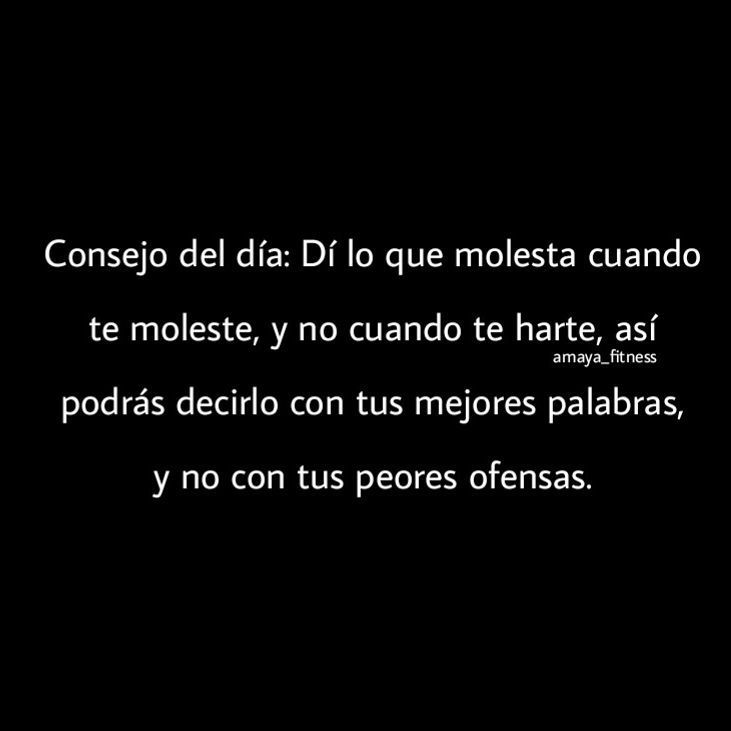 Consejo del día: Dí lo que molesta cuando
te moleste, y no cuando te harte, así
amaya_fitness
podrás decirlo con tus mejores palabras,
y no con tus peores ofensas.